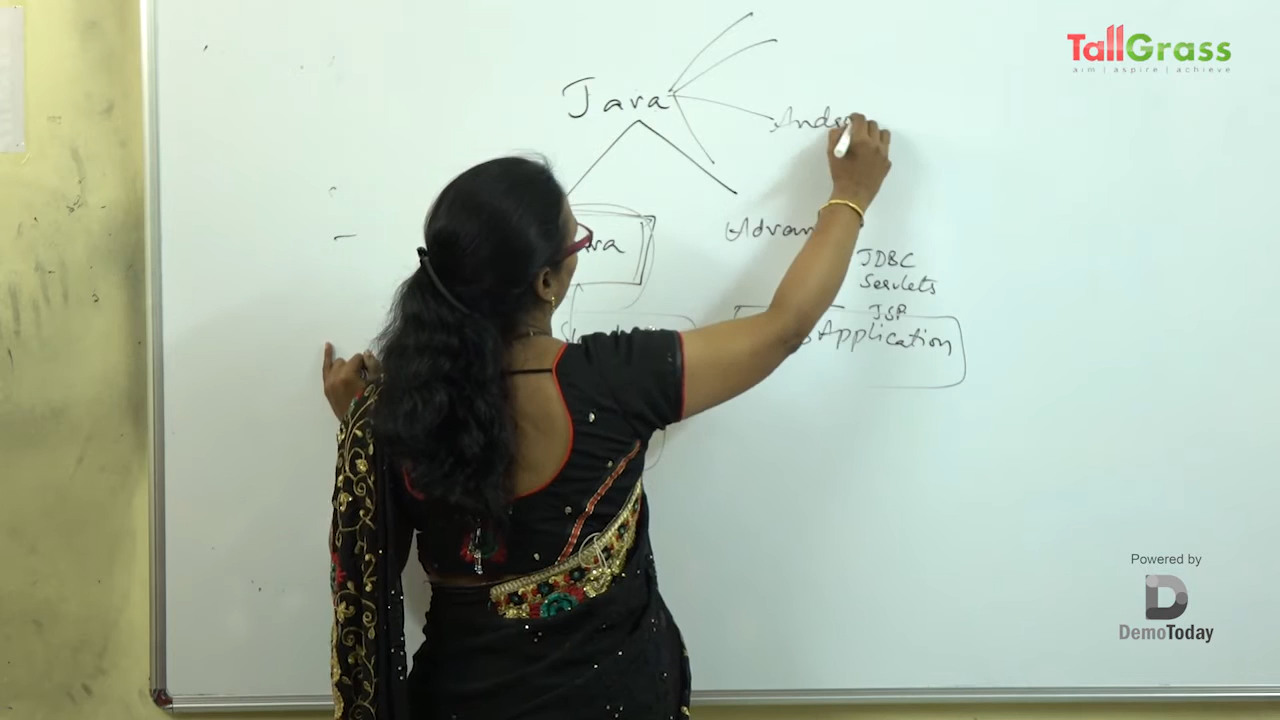 TallGrass
aim | aspire | achieve
Java
JDBC
Servlets
JSP
Application
Powered by
D
DemoToday